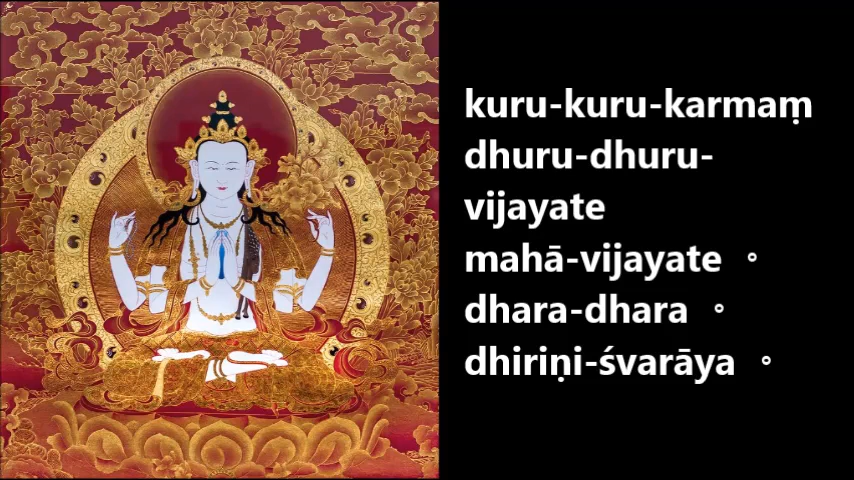 kuru-kuru-karmaṃ
dhuru-dhuru-
vijayate
mahā-vijayate 。
dhara-dhara 。
dhiriṇi-śvarāya 。